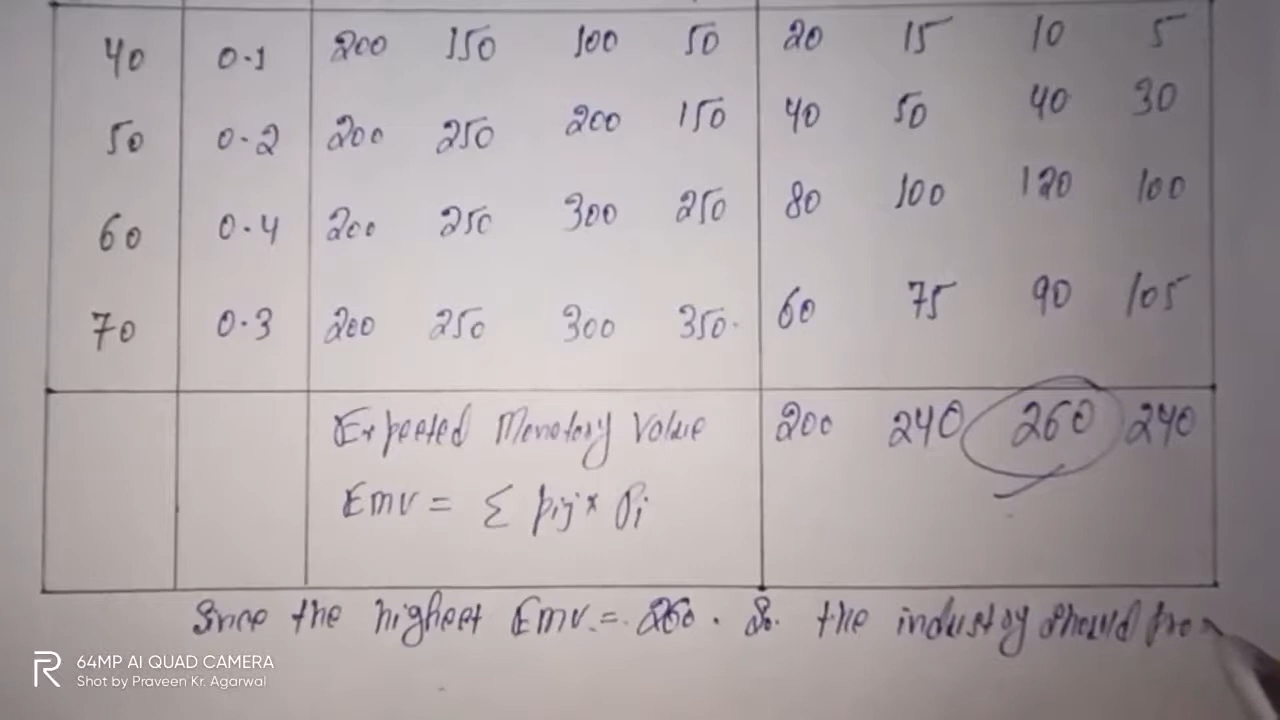 40 0.1 200 150 100 50 20 15 10 5
50 0.2 200 250 200 150 40 50 40 30
60 0.4 200 250 300 250 80 100 120 100
70 0.3 200 250 300 350. 60 75 90 105
Expected Monetory Value 200 240 260 240
Emv = Σ pij × Pi
Since the highest Emv = 260. So the industry should pro
64MP AI QUAD CAMERA
Shot by Praveen Kr. Agarwal